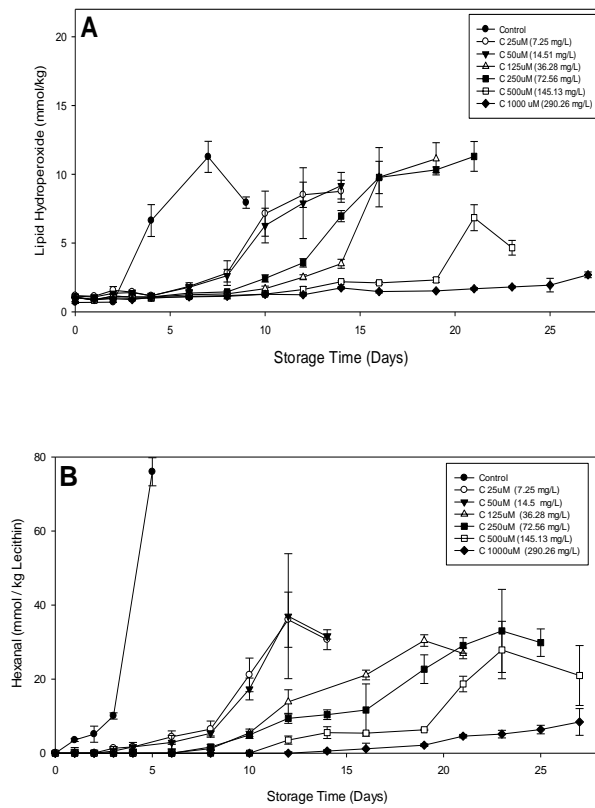 A
Control
C 25uM (7.25 mg/L)
C 50uM (14.51 mg/L)
C 125uM (36.28 mg/L)
C 250uM (72.56 mg/L)
C 500uM (145.13 mg/L)
C 1000 uM (290.26 mg/L)
Lipid Hydroperoxide (mmol/kg)
20
15
10
5
0
0 5 10 15 20 25
Storage Time (Days)
B
Control
C 25uM (7.25 mg/L)
C 50uM (14.5 mg/L)
C 125uM (36.28 mg/L)
C 250uM (72.56 mg/L)
C 500uM (145.13 mg/L)
C 1000uM (290.26 mg/L)
Hexanal (mmol / kg Lecithin)
80
60
40
20
0
0 5 10 15 20 25
Storage Time (Days)